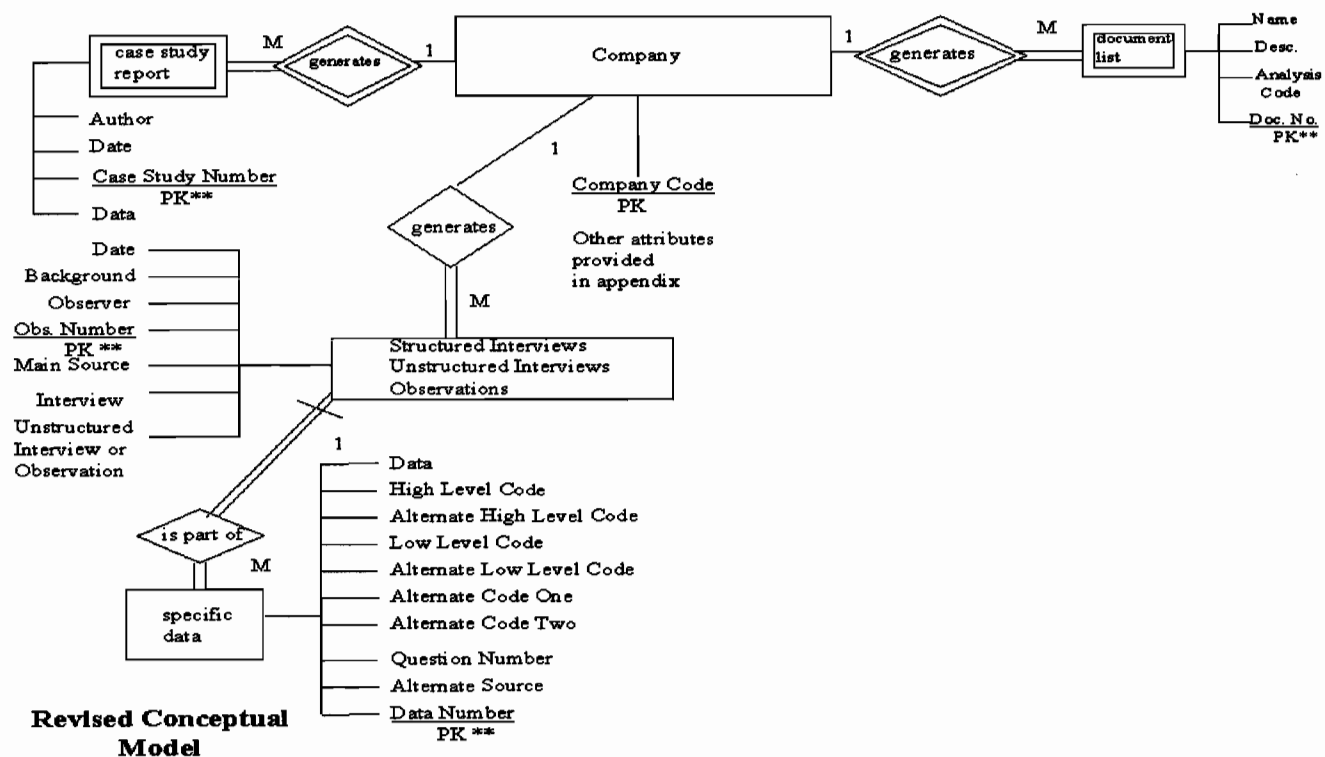 case study
report
M
generates
1
Company
1
generates
M
document
list
Name
Desc.
Analysis
Code
Doc. No.
PK**
Author
Date
Case Study Number
PK**
Data
1
generates
M
Company Code
PK
Other attributes
provided
in appendix
Date
Background
Observer
Obs. Number
PK **
Main Source
Interview
Unstructured
Interview or
Observation
Structured Interviews
Unstructured Interviews
Observations
1
is part of
M
specific
data
Data
High Level Code
Alternate High Level Code
Low Level Code
Alternate Low Level Code
Alternate Code One
Alternate Code Two
Question Number
Alternate Source
Data Number
PK **
Revised Conceptual
Model